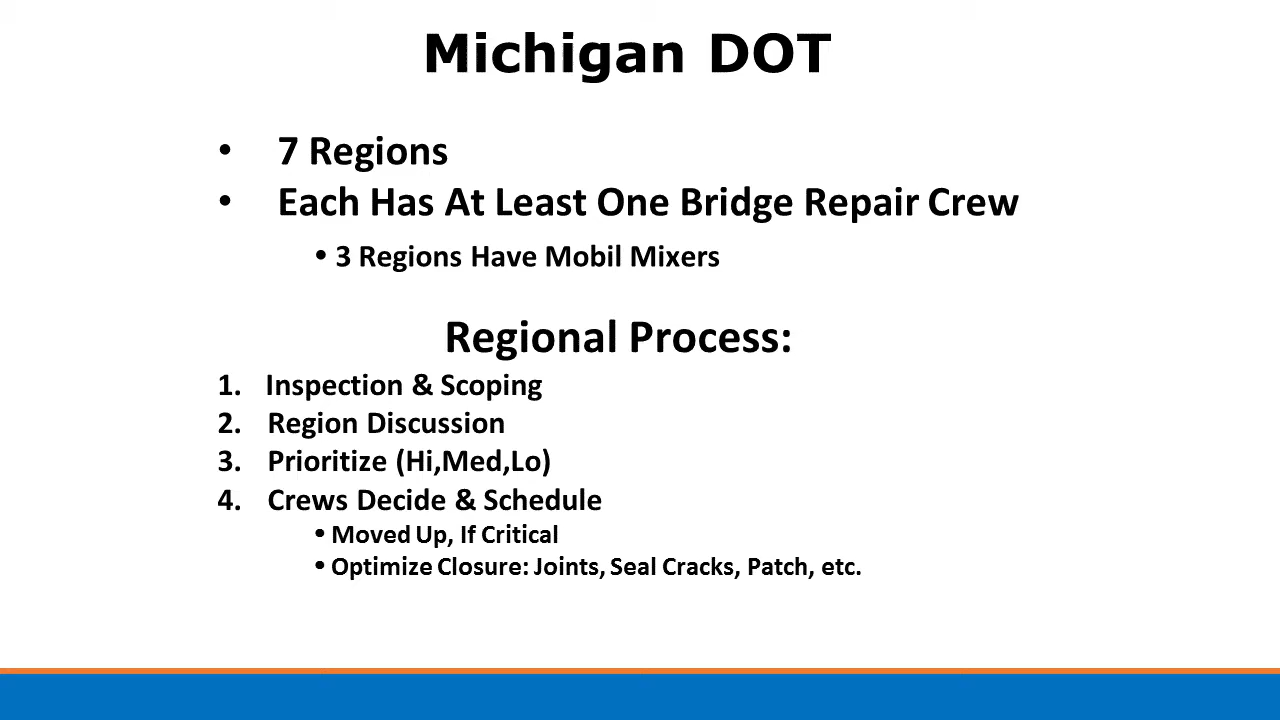 Michigan DOT
• 7 Regions
• Each Has At Least One Bridge Repair Crew
• 3 Regions Have Mobil Mixers
Regional Process:
1. Inspection & Scoping
2. Region Discussion
3. Prioritize (Hi,Med,Lo)
4. Crews Decide & Schedule
• Moved Up, If Critical
• Optimize Closure: Joints, Seal Cracks, Patch, etc.